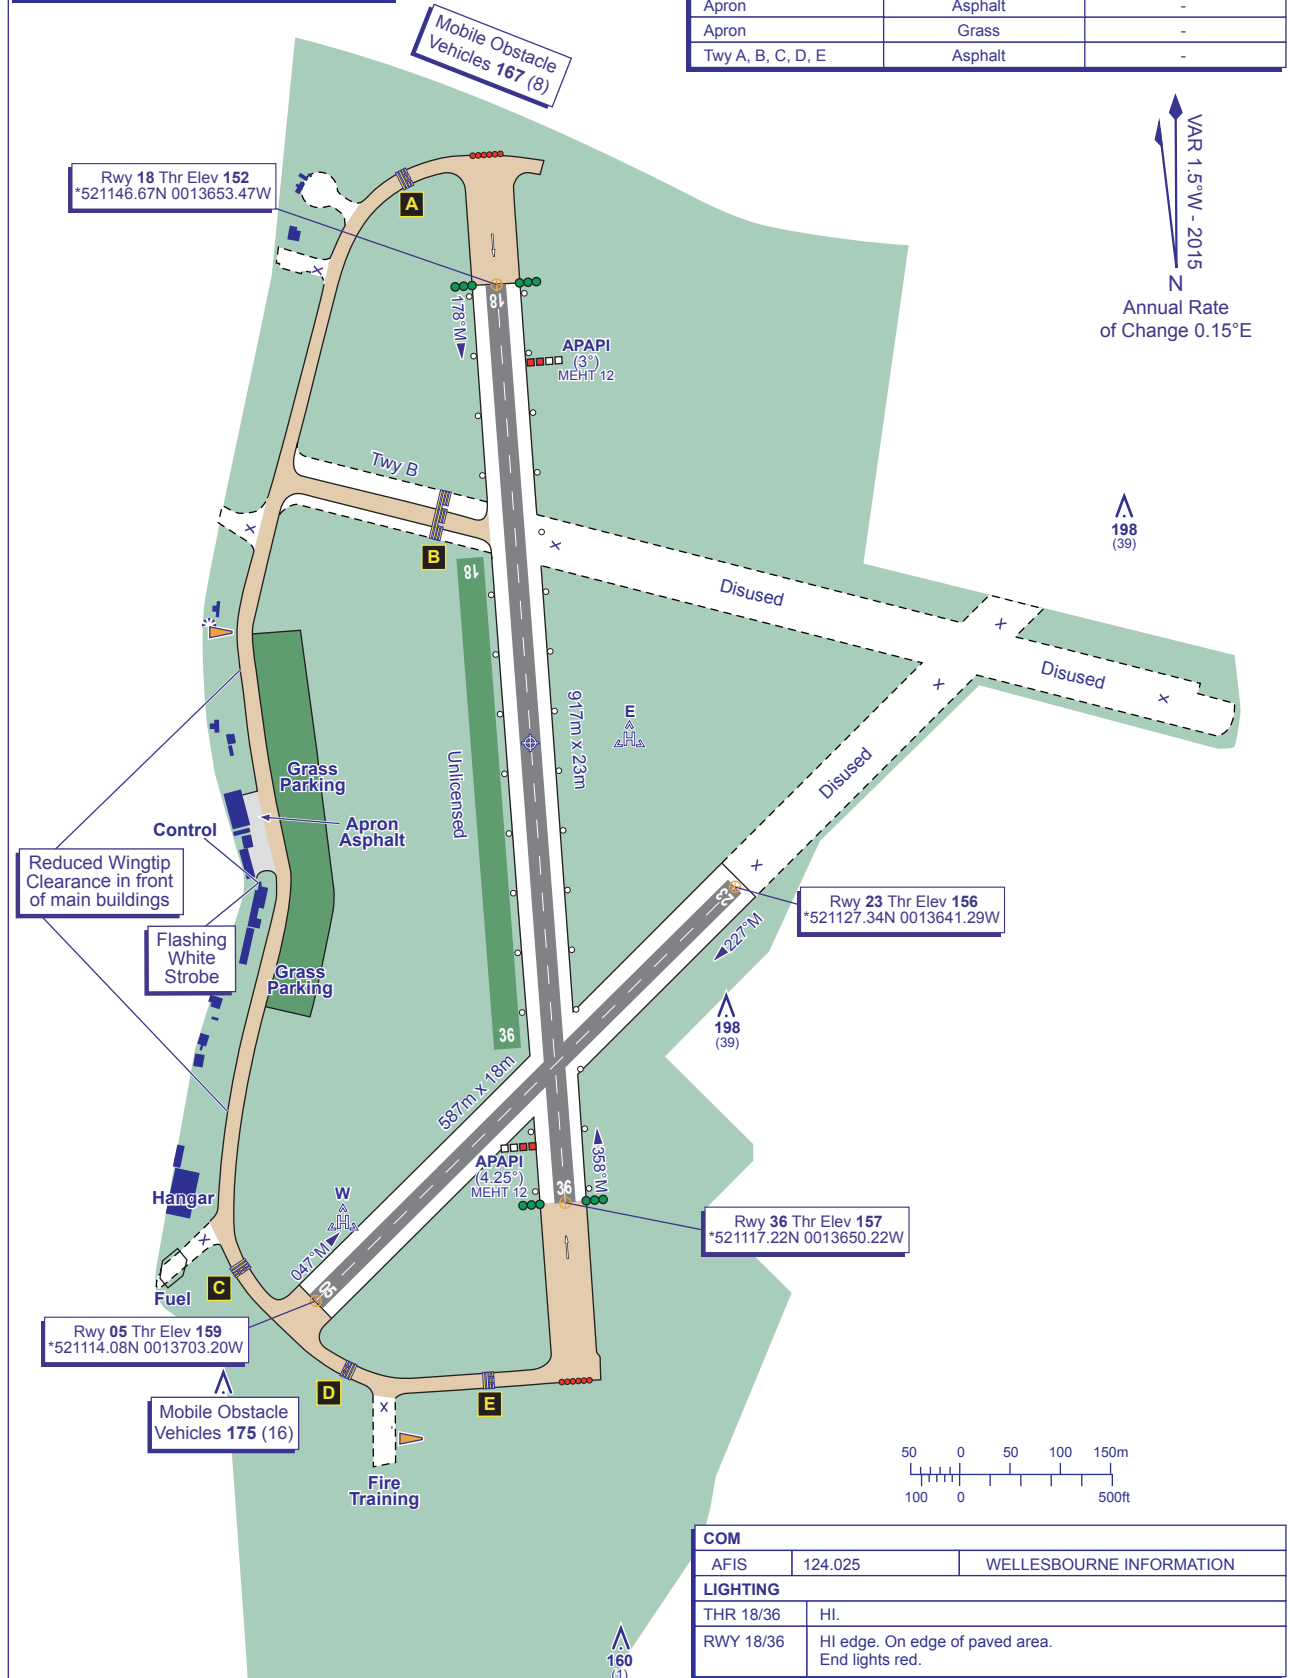 Apron Asphalt -
Apron Grass -
Twy A, B, C, D, E Asphalt -
Mobile Obstacle
Vehicles 167 (8)
VAR 1.5°W - 2015
N
Annual Rate
of Change 0.15°E
Rwy 18 Thr Elev 152
*521146.67N 0013653.47W
A
18
178°M
APAPI
(3°)
MEHT 12
Twy B
B
x
x
x
18
Disused
x
Disused
x
x
198
(39)
917m x 23m
E
H
Unlicensed
Disused
x
Grass
Parking
Control
Apron
Asphalt
Reduced Wingtip
Clearance in front
of main buildings
Flashing
White
Strobe
Grass
Parking
23
Rwy 23 Thr Elev 156
*521127.34N 0013641.29W
227°M
198
(39)
36
587m x 18m
APAPI
(4.25°)
MEHT 12
358°M
36
Hangar
W
H
047°M
Rwy 36 Thr Elev 157
*521117.22N 0013650.22W
x
C
Fuel
05
Rwy 05 Thr Elev 159
*521114.08N 0013703.20W
D
E
x
Mobile Obstacle
Vehicles 175 (16)
Fire
Training
50 0 50 100 150m
100 0 500ft
COM
AFIS 124.025 WELLESBOURNE INFORMATION
LIGHTING
THR 18/36 HI.
RWY 18/36 HI edge. On edge of paved area.
End lights red.
160
(1)